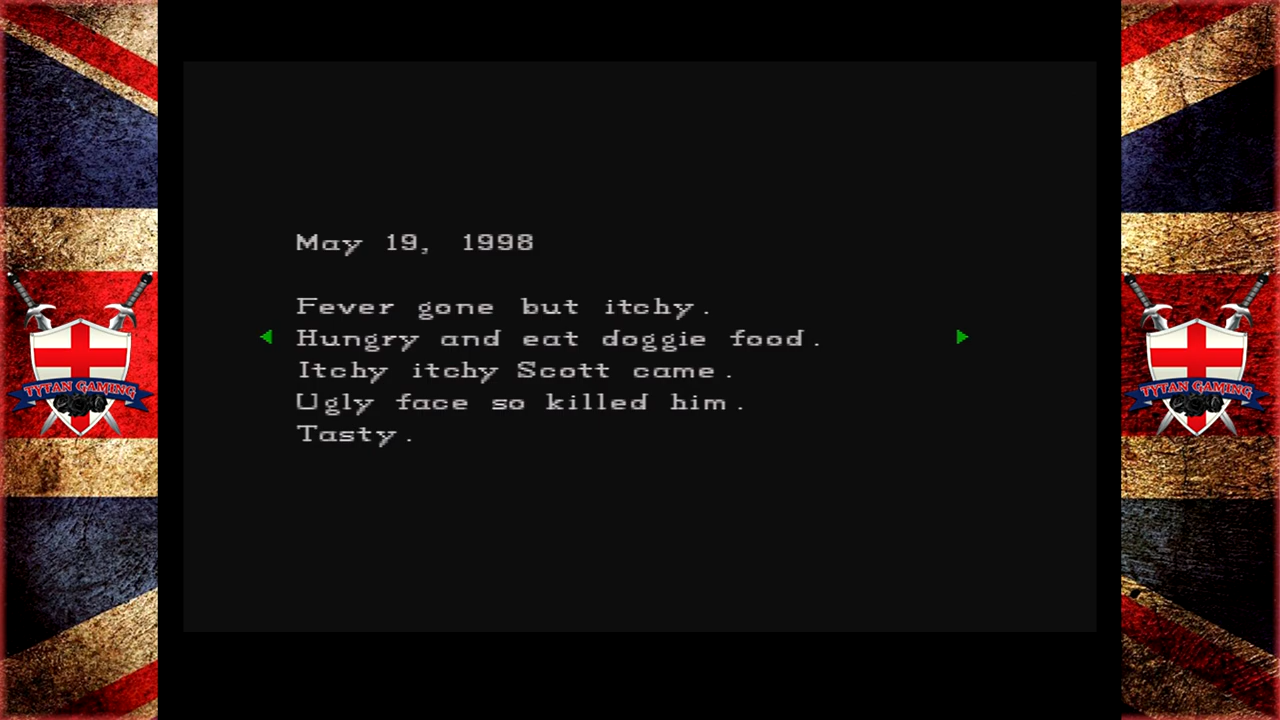 May 19, 1998
Fever gone but itchy.
Hungry and eat doggie food.
Itchy itchy Scott came.
Ugly face so killed him.
Tasty.
TYTAN GAMING
TYTAN GAMING